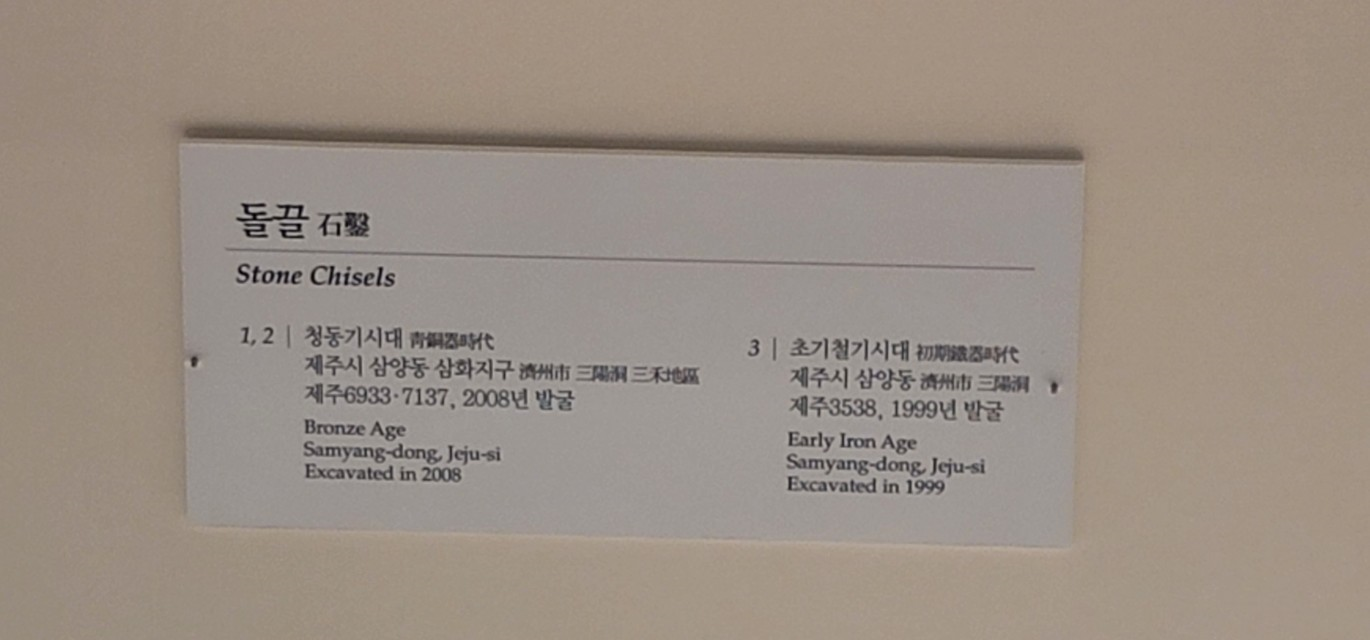 돌끌 石鑿
Stone Chisels
1, 2 | 청동기시대 靑銅器時代
제주시 삼양동 삼화지구 濟州市 三陽洞 三禾地區
제주6933·7137, 2008년 발굴
Bronze Age
Samyang-dong, Jeju-si
Excavated in 2008
3 | 초기철기시대 初期鐵器時代
제주시 삼양동 濟州市 三陽洞
제주3538, 1999년 발굴
Early Iron Age
Samyang-dong, Jeju-si
Excavated in 1999